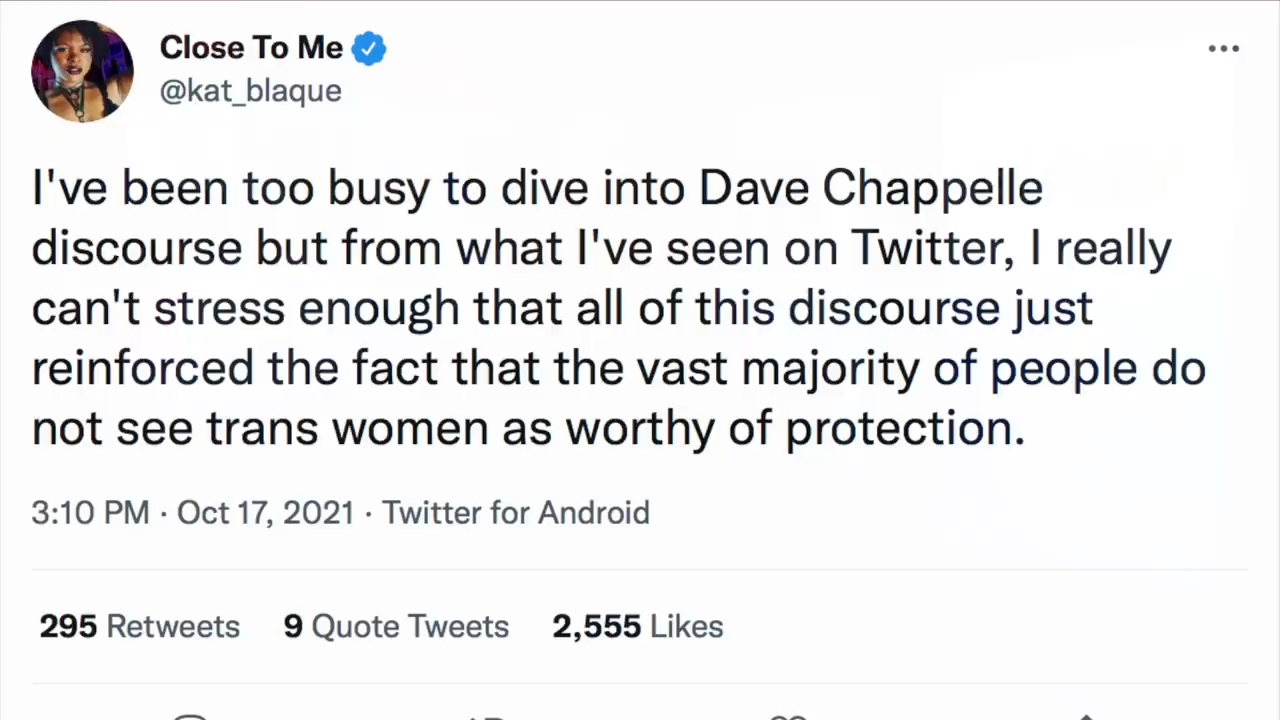 Close To Me
@kat_blaque
I've been too busy to dive into Dave Chappelle
discourse but from what I've seen on Twitter, I really
can't stress enough that all of this discourse just
reinforced the fact that the vast majority of people do
not see trans women as worthy of protection.
3:10 PM · Oct 17, 2021 · Twitter for Android
295 Retweets 9 Quote Tweets 2,555 Likes